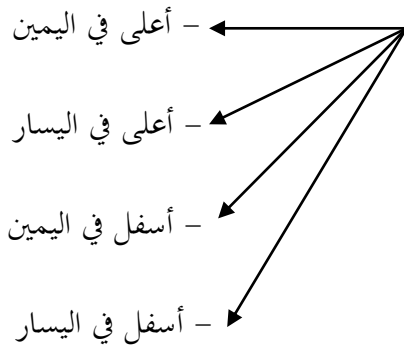 – أعلى في اليمين
– أعلى في اليسار
– أسفل في اليمين
– أسفل في اليسار